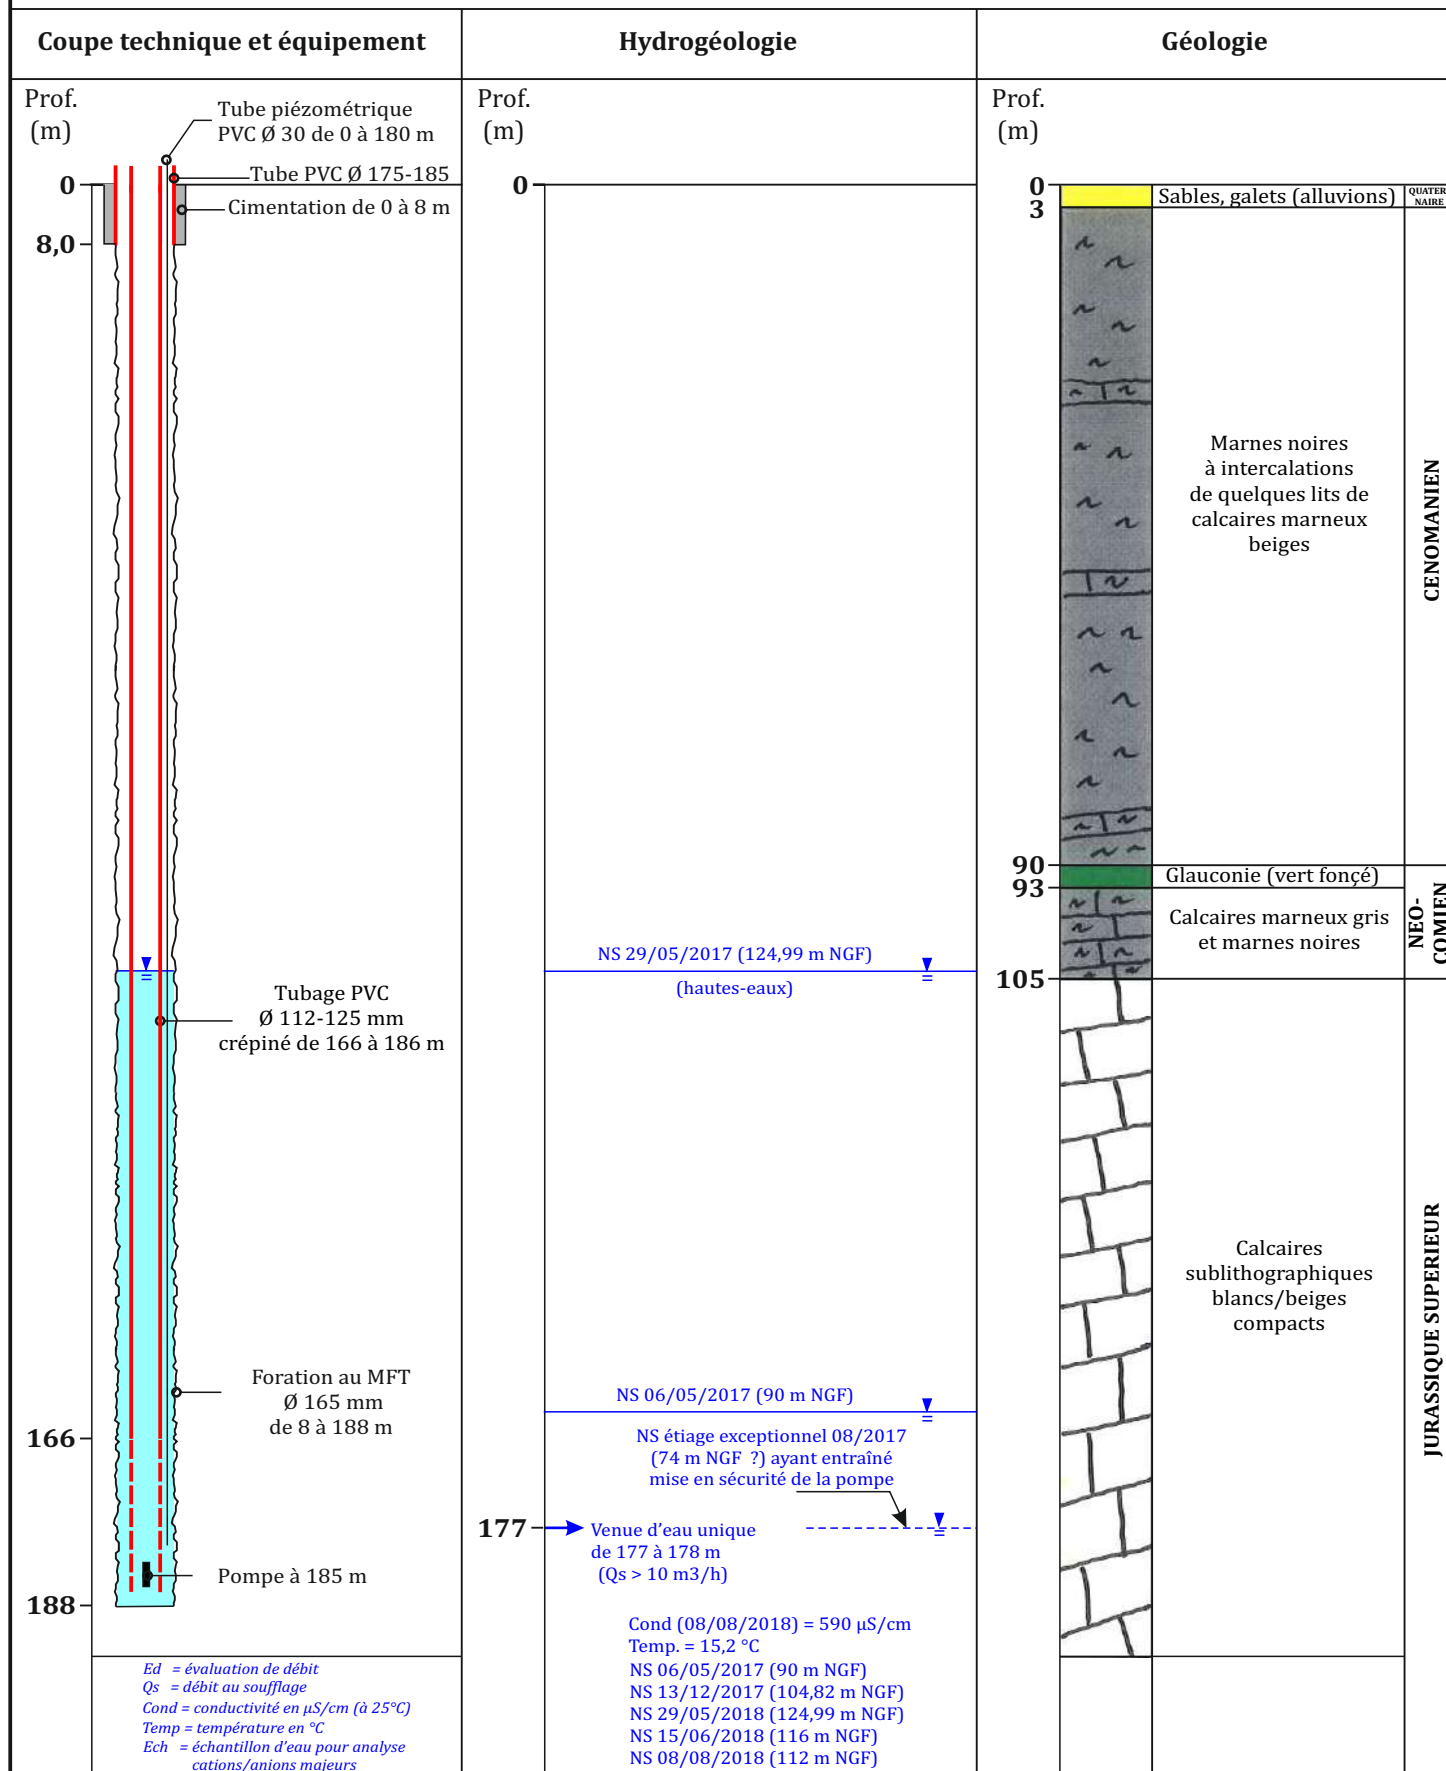 Coupe technique et équipement
Prof.
(m)
Tube piézométrique
PVC Ø 30 de 0 à 180 m
Tube PVC Ø 175-185
0
Cimentation de 0 à 8 m
8,0
Tubage PVC
Ø 112-125 mm
crépiné de 166 à 186 m
Foration au MFT
Ø 165 mm
de 8 à 188 m
166
Pompe à 185 m
188
Ed = évaluation de débit
Qs = débit au soufflage
Cond = conductivité en µS/cm (à 25°C)
Temp = température en °C
Ech = échantillon d'eau pour analyse
cations/anions majeurs
Hydrogéologie
Prof.
(m)
0
NS 29/05/2017 (124,99 m NGF)
(hautes-eaux)
NS 06/05/2017 (90 m NGF)
NS étiage exceptionnel 08/2017
(74 m NGF ?) ayant entraîné
mise en sécurité de la pompe
177
Venue d'eau unique
de 177 à 178 m
(Qs > 10 m3/h)
Cond (08/08/2018) = 590 µS/cm
Temp. = 15,2 °C
NS 06/05/2017 (90 m NGF)
NS 13/12/2017 (104,82 m NGF)
NS 29/05/2018 (124,99 m NGF)
NS 15/06/2018 (116 m NGF)
NS 08/08/2018 (112 m NGF)
Géologie
Prof.
(m)
0
3
Sables, galets (alluvions)
QUATER
NAIRE
Marnes noires
à intercalations
de quelques lits de
calcaires marneux
beiges
CENOMANIEN
90
93
Glauconie (vert fonçé)
Calcaires marneux gris
et marnes noires
NEO-
COMIEN
105
Calcaires
sublithographiques
blancs/beiges
compacts
JURASSIQUE SUPERIEUR